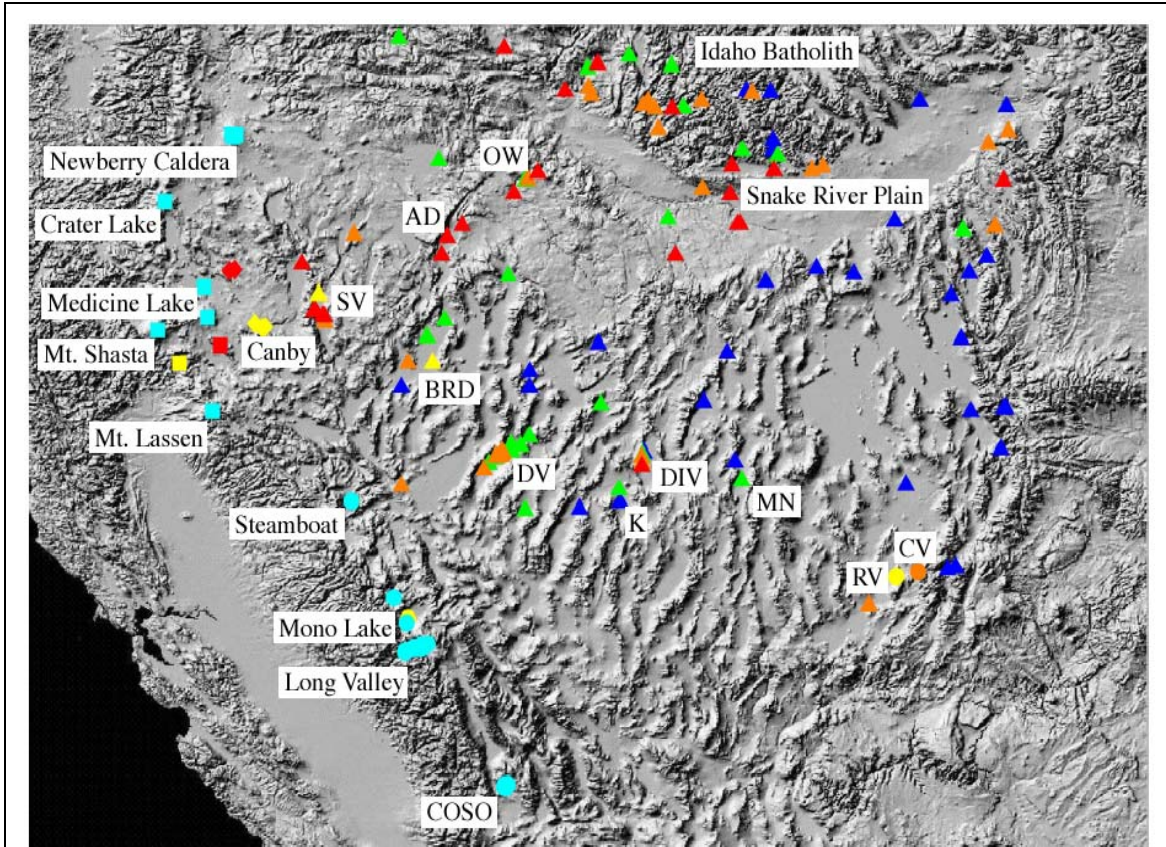 Idaho Batholith
Newberry Caldera
OW
Snake River Plain
Crater Lake
AD
Medicine Lake
SV
Mt. Shasta
Canby
BRD
Mt. Lassen
DV
DIV
MN
Steamboat
K
CV
RV
Mono Lake
Long Valley
COSO